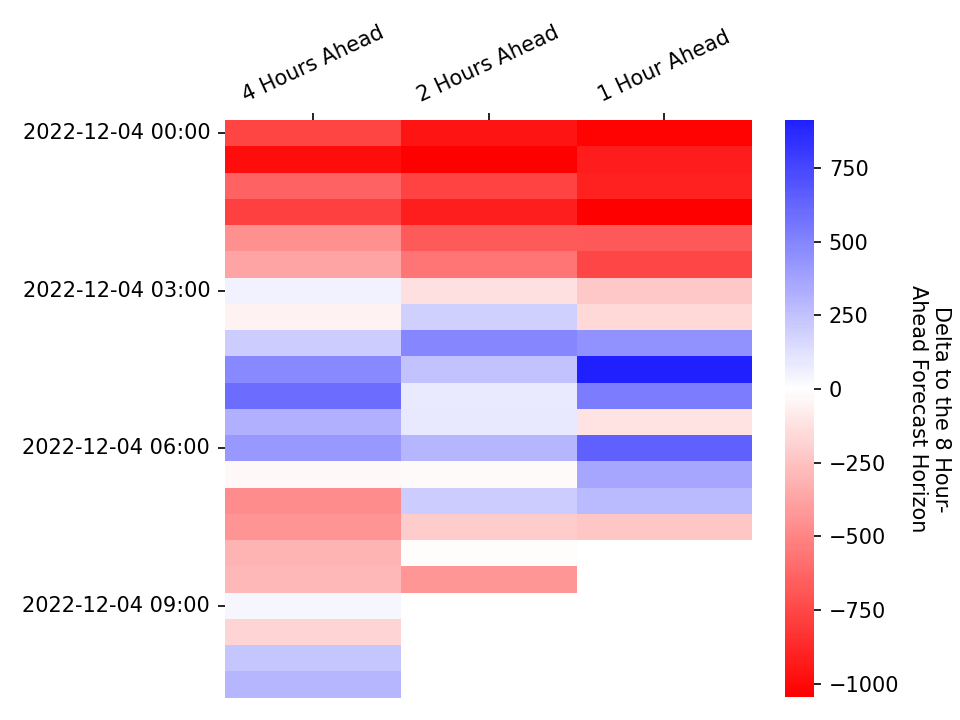 4 Hours Ahead
2 Hours Ahead
1 Hour Ahead
2022-12-04 00:00
2022-12-04 03:00
2022-12-04 06:00
2022-12-04 09:00
750
500
250
0
−250
−500
−750
−1000
Delta to the 8 Hour-
Ahead Forecast Horizon